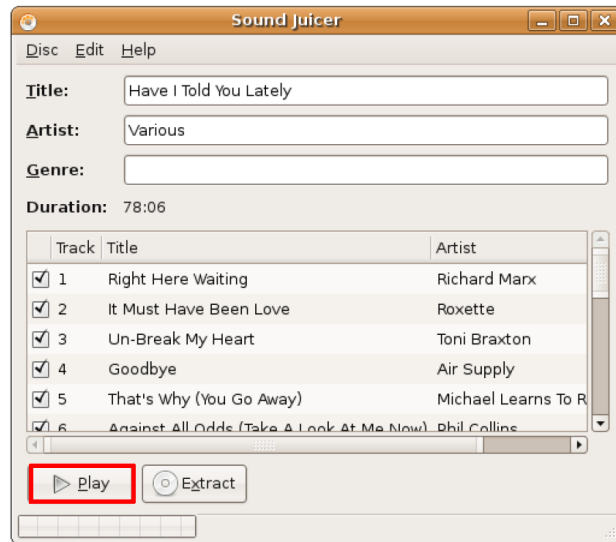 Sound Juicer
Disc Edit Help
Title: Have I Told You Lately
Artist: Various
Genre:
Duration: 78:06
Track Title Artist
1 Right Here Waiting Richard Marx
2 It Must Have Been Love Roxette
3 Un-Break My Heart Toni Braxton
4 Goodbye Air Supply
5 That's Why (You Go Away) Michael Learns To R
6 Against All Odds (Take A Look At Me Now) Phil Collins
Play Extract